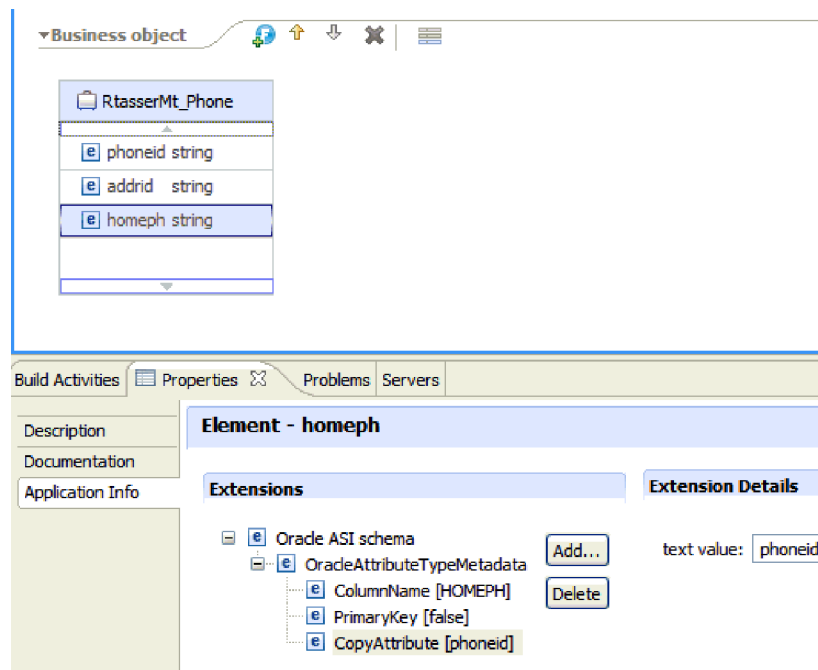 Business object
RtasserMt_Phone
phoneid string
addrid string
homeph string
Build Activities Properties Problems Servers
Description
Documentation
Application Info
Element - homeph
Extensions
Oracle ASI schema
OracleAttributeTypeMetadata
ColumnName [HOMEPH]
PrimaryKey [false]
CopyAttribute [phoneid]
Add...
Delete
Extension Details
text value: phoneid